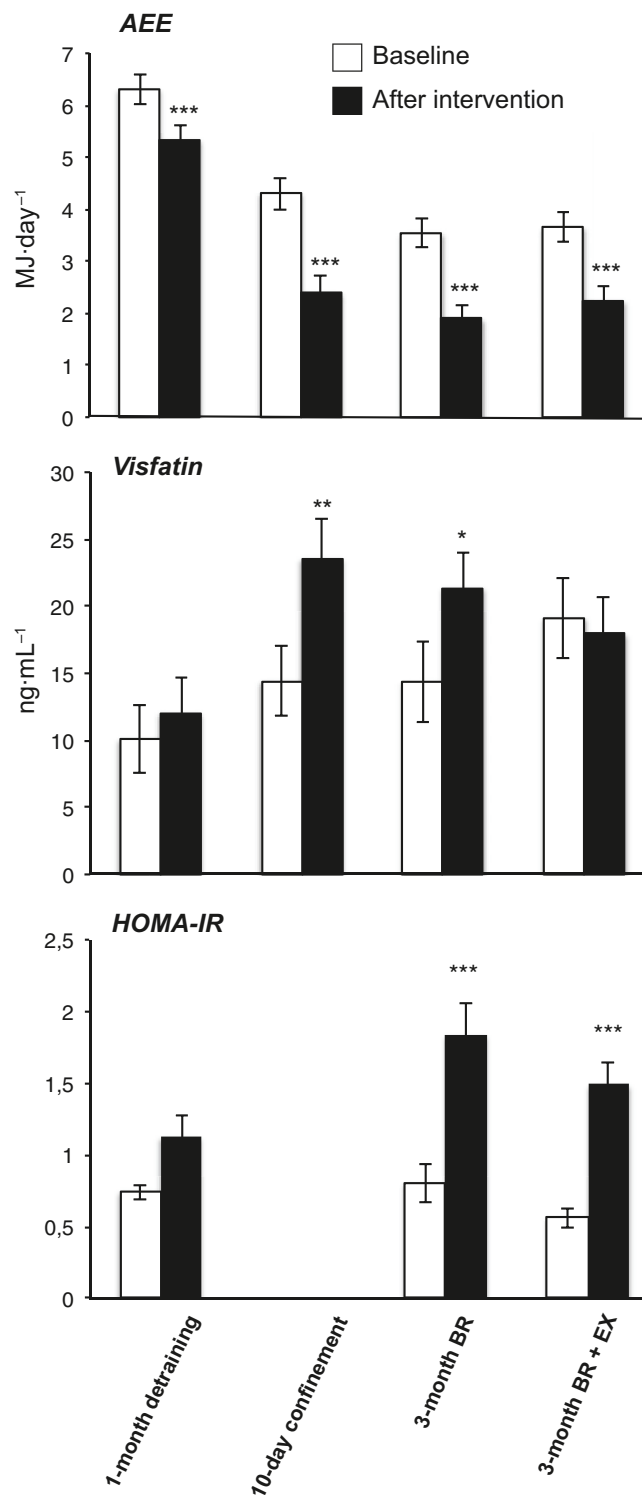 AEE
Baseline
After intervention
MJ·day⁻¹
7
6
5
4
3
2
1
0
***
***
***
***
Visfatin
ng·mL⁻¹
30
25
20
15
10
5
0
**
*
HOMA-IR
2,5
2
1,5
1
0,5
0
***
***
1-month detraining
10-day confinement
3-month BR
3-month BR + EX